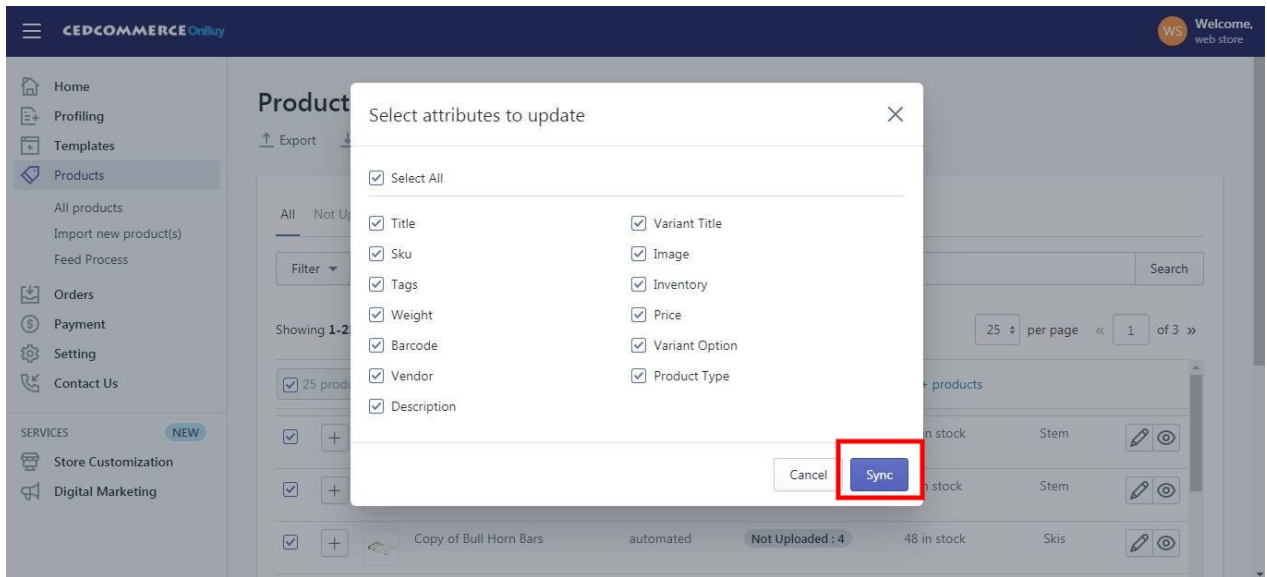 CEDCOMMERCE OnBuy
WS
Welcome,
web store
Home
Profiling
Templates
Products
All products
Import new product(s)
Feed Process
Orders
Payment
Setting
Contact Us
SERVICES NEW
Store Customization
Digital Marketing
Product
Export
All Not Up
Filter
Search
Showing 1-2
25 per page « 1 of 3 »
25 produ
products
in stock Stem
stock Stem
Copy of Bull Horn Bars automated Not Uploaded : 4 48 in stock Skis
Select attributes to update
Select All
Title Variant Title
Sku Image
Tags Inventory
Weight Price
Barcode Variant Option
Vendor Product Type
Description
Cancel Sync